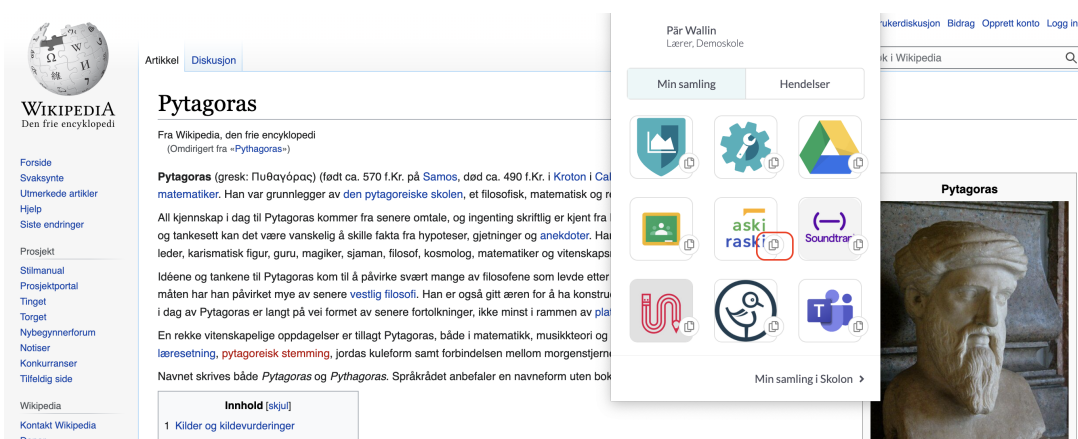 WIKIPEDIA
Den frie encyklopedi
Forside
Svaksynte
Utmerkede artikler
Hjelp
Siste endringer
Prosjekt
Stilmanual
Prosjektportal
Tinget
Torget
Nybegynnerforum
Notiser
Konkurranser
Tilfeldig side
Wikipedia
Kontakt Wikipedia
Artikkel Diskusjon
Pytagoras
Fra Wikipedia, den frie encyklopedi
(Omdirigert fra «Pythagoras»)
Pytagoras (gresk: Πυθαγόρας) (født ca. 570 f.Kr. på Samos, død ca. 490 f.Kr. i Kroton i
matematiker. Han var grunnlegger av den pytagoreiske skolen, et filosofisk, matematisk og
All kjennskap i dag til Pytagoras kommer fra senere omtale, og ingenting skriftlig er kjent fra
og tankesett kan det være vanskelig å skille fakta fra hypoteser, gjetninger og anekdoter.
leder, karismatisk figur, guru, magiker, sjaman, filosof, kosmolog, matematiker og
Idéene og tankene til Pytagoras kom til å påvirke svært mange av filosofene som levde etter
måten har han påvirket mye av senere vestlig filosofi. Han er også gitt æren for å ha
i dag av Pytagoras er langt på vei formet av senere fortolkninger, ikke minst i rammen av
En rekke vitenskapelige oppdagelser er tillagt Pytagoras, både i matematikk, musikkteori og
læresetning, pytagoreisk stemming, jordas kuleform samt forbindelsen mellom
Navnet skrives både Pytagoras og Pythagoras. Språkrådet anbefaler en navneform uten
Innhold [skjul]
1 Kilder og kildevurderinger
Pär Wallin
Lærer, Demoskole
Min samling Hendelser
aski
raski
Soundtrap
Min samling i Skolon
Bidrag Opprett konto Logg in
i Wikipedia
Pytagoras